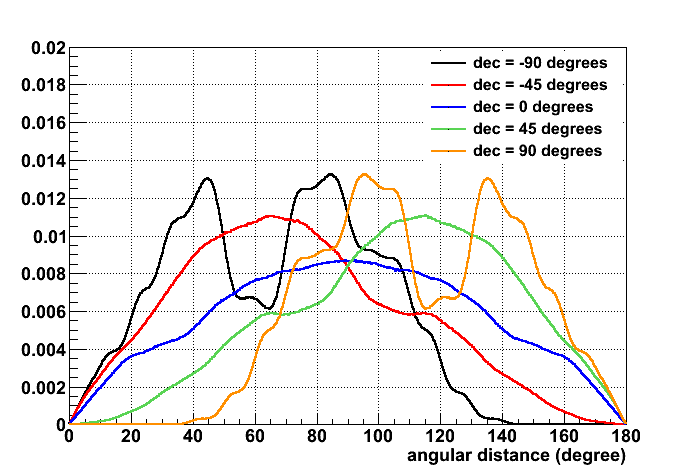 0.02
0.018
0.016
0.014
0.012
0.01
0.008
0.006
0.004
0.002
0
dec = -90 degrees
dec = -45 degrees
dec = 0 degrees
dec = 45 degrees
dec = 90 degrees
0 20 40 60 80 100 120 140 160 180
angular distance (degree)